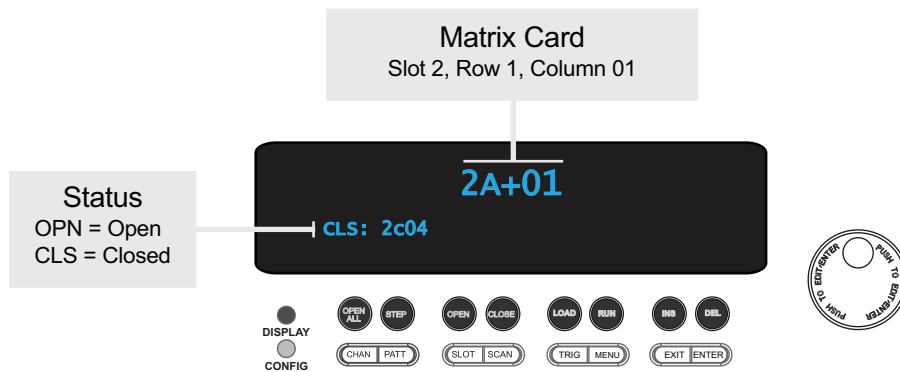 Matrix Card
Slot 2, Row 1, Column 01
2A+01
Status
OPN = Open
CLS = Closed
CLS: 2c04
DISPLAY
CONFIG
OPEN
ALL
STEP
OPEN
CLOSE
LOAD
RUN
INS
DEL
CHAN
PATT
SLOT
SCAN
TRIG
MENU
EXIT
ENTER
PUSH TO EDIT/ENTER
PUSH TO EDIT/ENTER